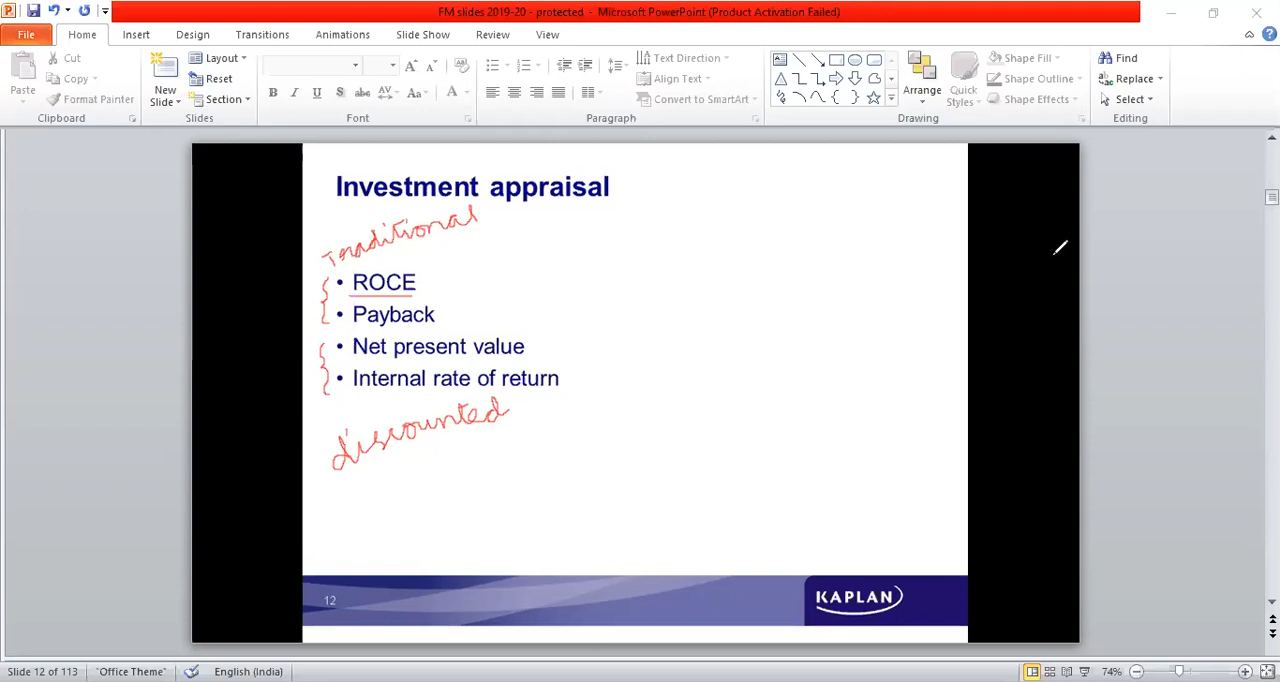 FM slides 2019-20 - protected - Microsoft PowerPoint (Product Activation Failed)
File Home Insert Design Transitions Animations Slide Show Review View
Paste
Cut
Copy
Format Painter
Clipboard
New Slide
Layout
Reset
Section
Slides
B I U S abc AV Aa A
Font
Text Direction
Align Text
Convert to SmartArt
Paragraph
Arrange
Quick Styles
Shape Fill
Shape Outline
Shape Effects
Drawing
Find
Replace
Select
Editing
Investment appraisal
Traditional
• ROCE
• Payback
• Net present value
• Internal rate of return
discounted
12
KAPLAN
Slide 12 of 113 "Office Theme" English (India) 74%